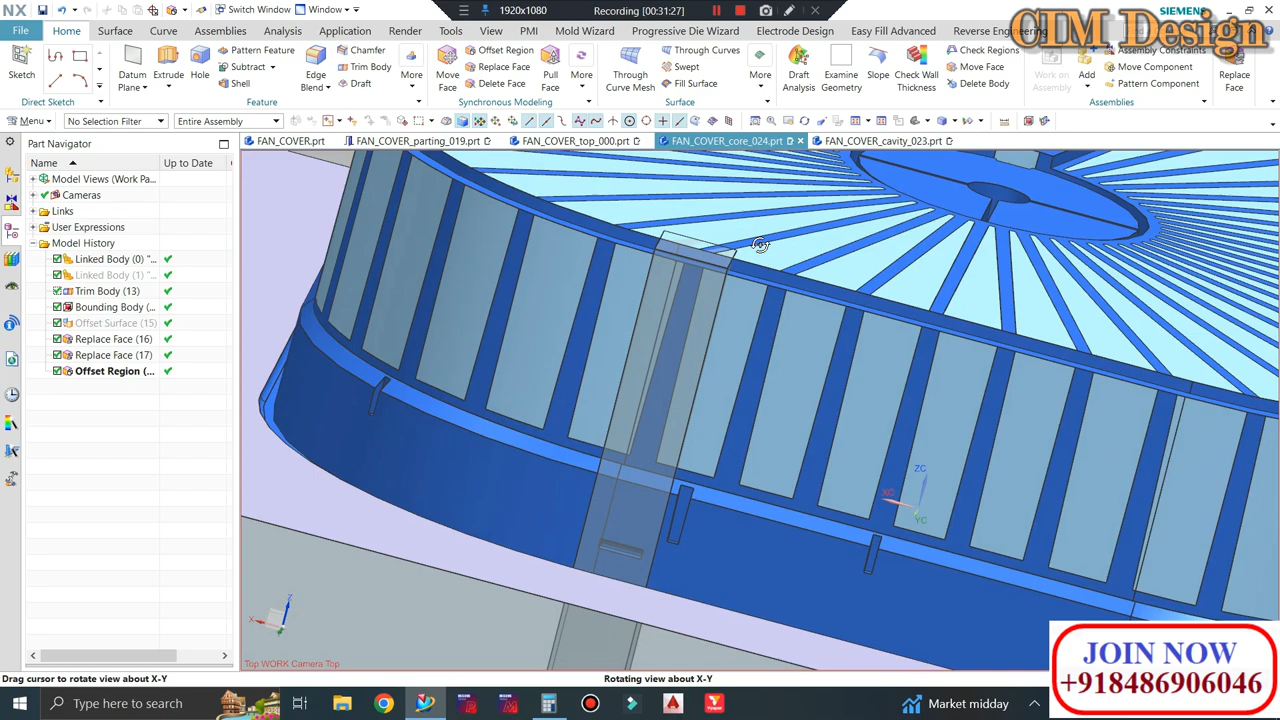 NX
Switch Window
Window
1920x1080
Recording [00:31:27]
SIEMENS
CIM Design
File
Home
Surface
Curve
Assemblies
Analysis
Application
Render
Tools
View
PMI
Mold Wizard
Progressive Die Wizard
Electrode Design
Easy Fill Advanced
Reverse Engineering
Sketch
Datum Plane
Extrude
Hole
Pattern Feature
Subtract
Shell
Edge Blend
Chamfer
Trim Body
Draft
More
Move Face
Offset Region
Replace Face
Delete Face
Pull Face
More
Through Curve Mesh
Through Curves
Swept
Fill Surface
More
Draft Analysis
Examine Geometry
Slope
Check Wall Thickness
Check Regions
Move Face
Delete Body
Work on Assembly
Add
Assembly Constraints
Move Component
Pattern Component
Replace Face
Direct Sketch
Feature
Synchronous Modeling
Surface
Assemblies
Menu
No Selection Filter
Entire Assembly
Part Navigator
FAN_COVER.prt
FAN_COVER_parting_019.prt
FAN_COVER_top_000.prt
FAN_COVER_core_024.prt
FAN_COVER_cavity_023.prt
Name
Up to Date
Model Views (Work Pa...
Cameras
Links
User Expressions
Model History
Linked Body (0) "...
Linked Body (1) "...
Trim Body (13)
Bounding Body (...
Offset Surface (15)
Replace Face (16)
Replace Face (17)
Offset Region (...
ZC
XC
YC
Z
X
Top WORK Camera Top
JOIN NOW
+918486906046
Drag cursor to rotate view about X-Y
Rotating view about X-Y
Type here to search
Market midday